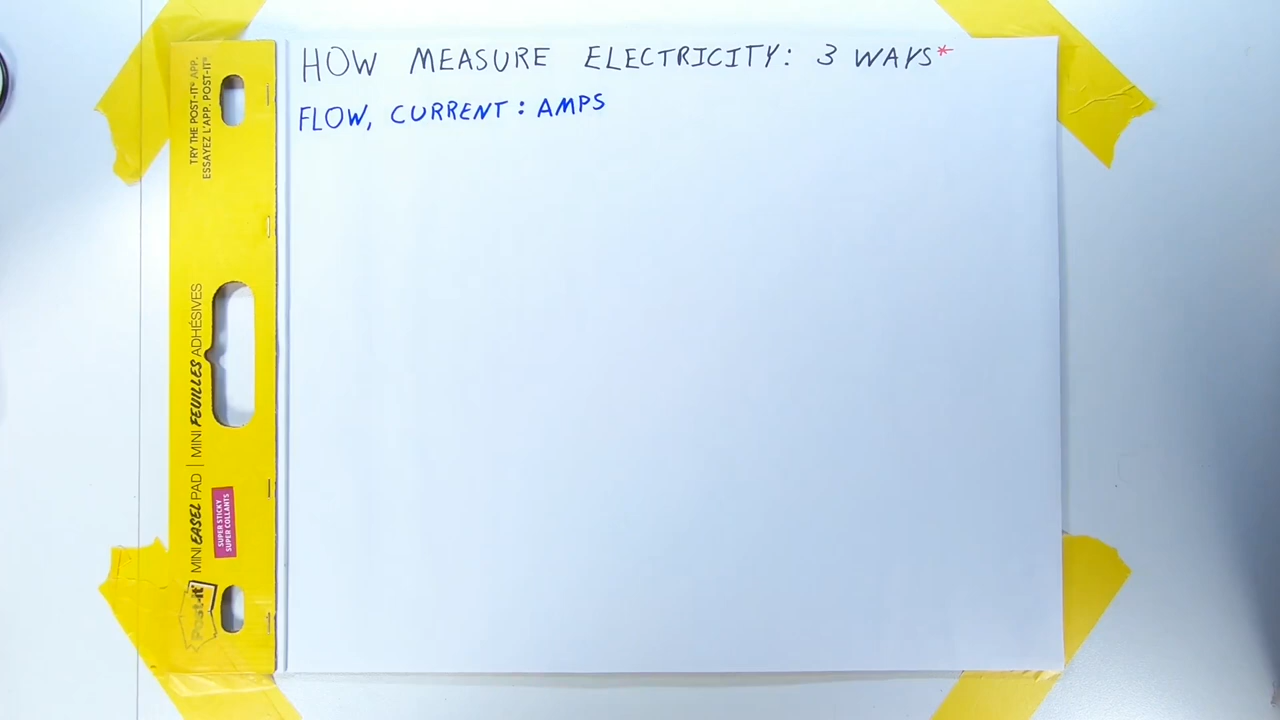 HOW MEASURE ELECTRICITY: 3 WAYS*
FLOW, CURRENT: AMPS
TRY THE POST-IT® APP.
ESSAYEZ L'APP. POST-IT®
MINI EASEL PAD | MINI FEUILLES ADHÉSIVES
SUPER STICKY
SUPER COLLANTS
Post-it